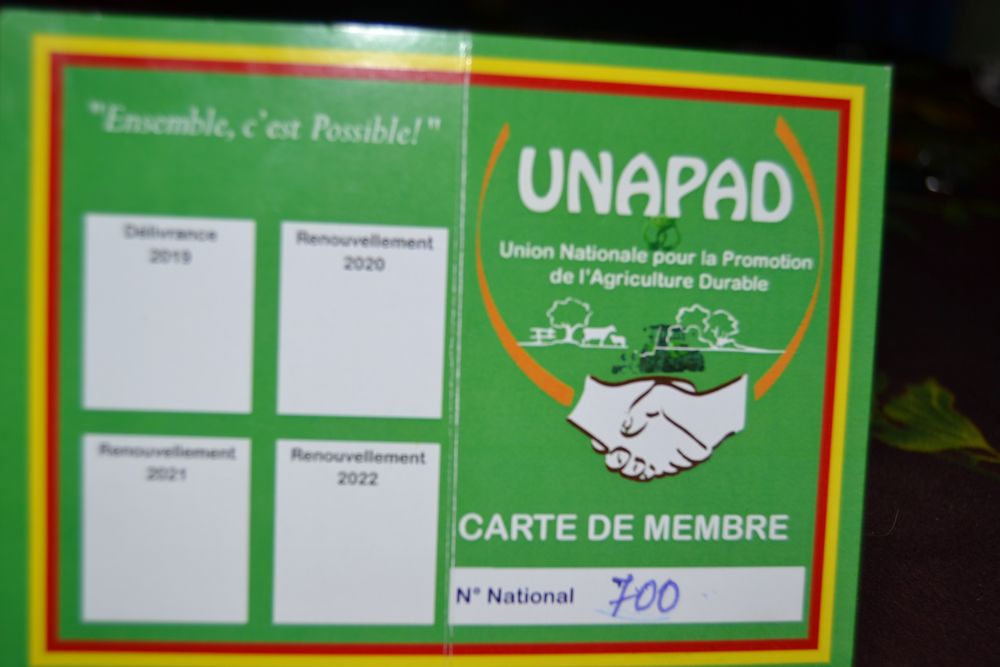 "Ensemble, c'est Possible!"
Délivrance
2019
Renouvellement
2020
Renouvellement
2021
Renouvellement
2022
UNAPAD
Union Nationale pour la Promotion
de l'Agriculture Durable
CARTE DE MEMBRE
N° National 700